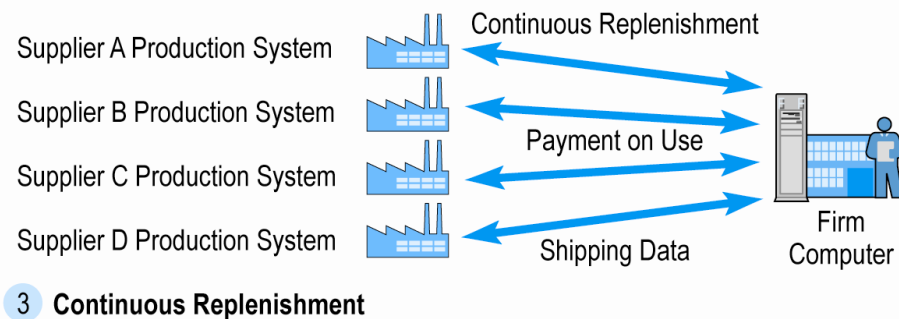 Continuous Replenishment
Supplier A Production System
Supplier B Production System
Payment on Use
Supplier C Production System
Supplier D Production System
Shipping Data
Firm
Computer
3 Continuous Replenishment